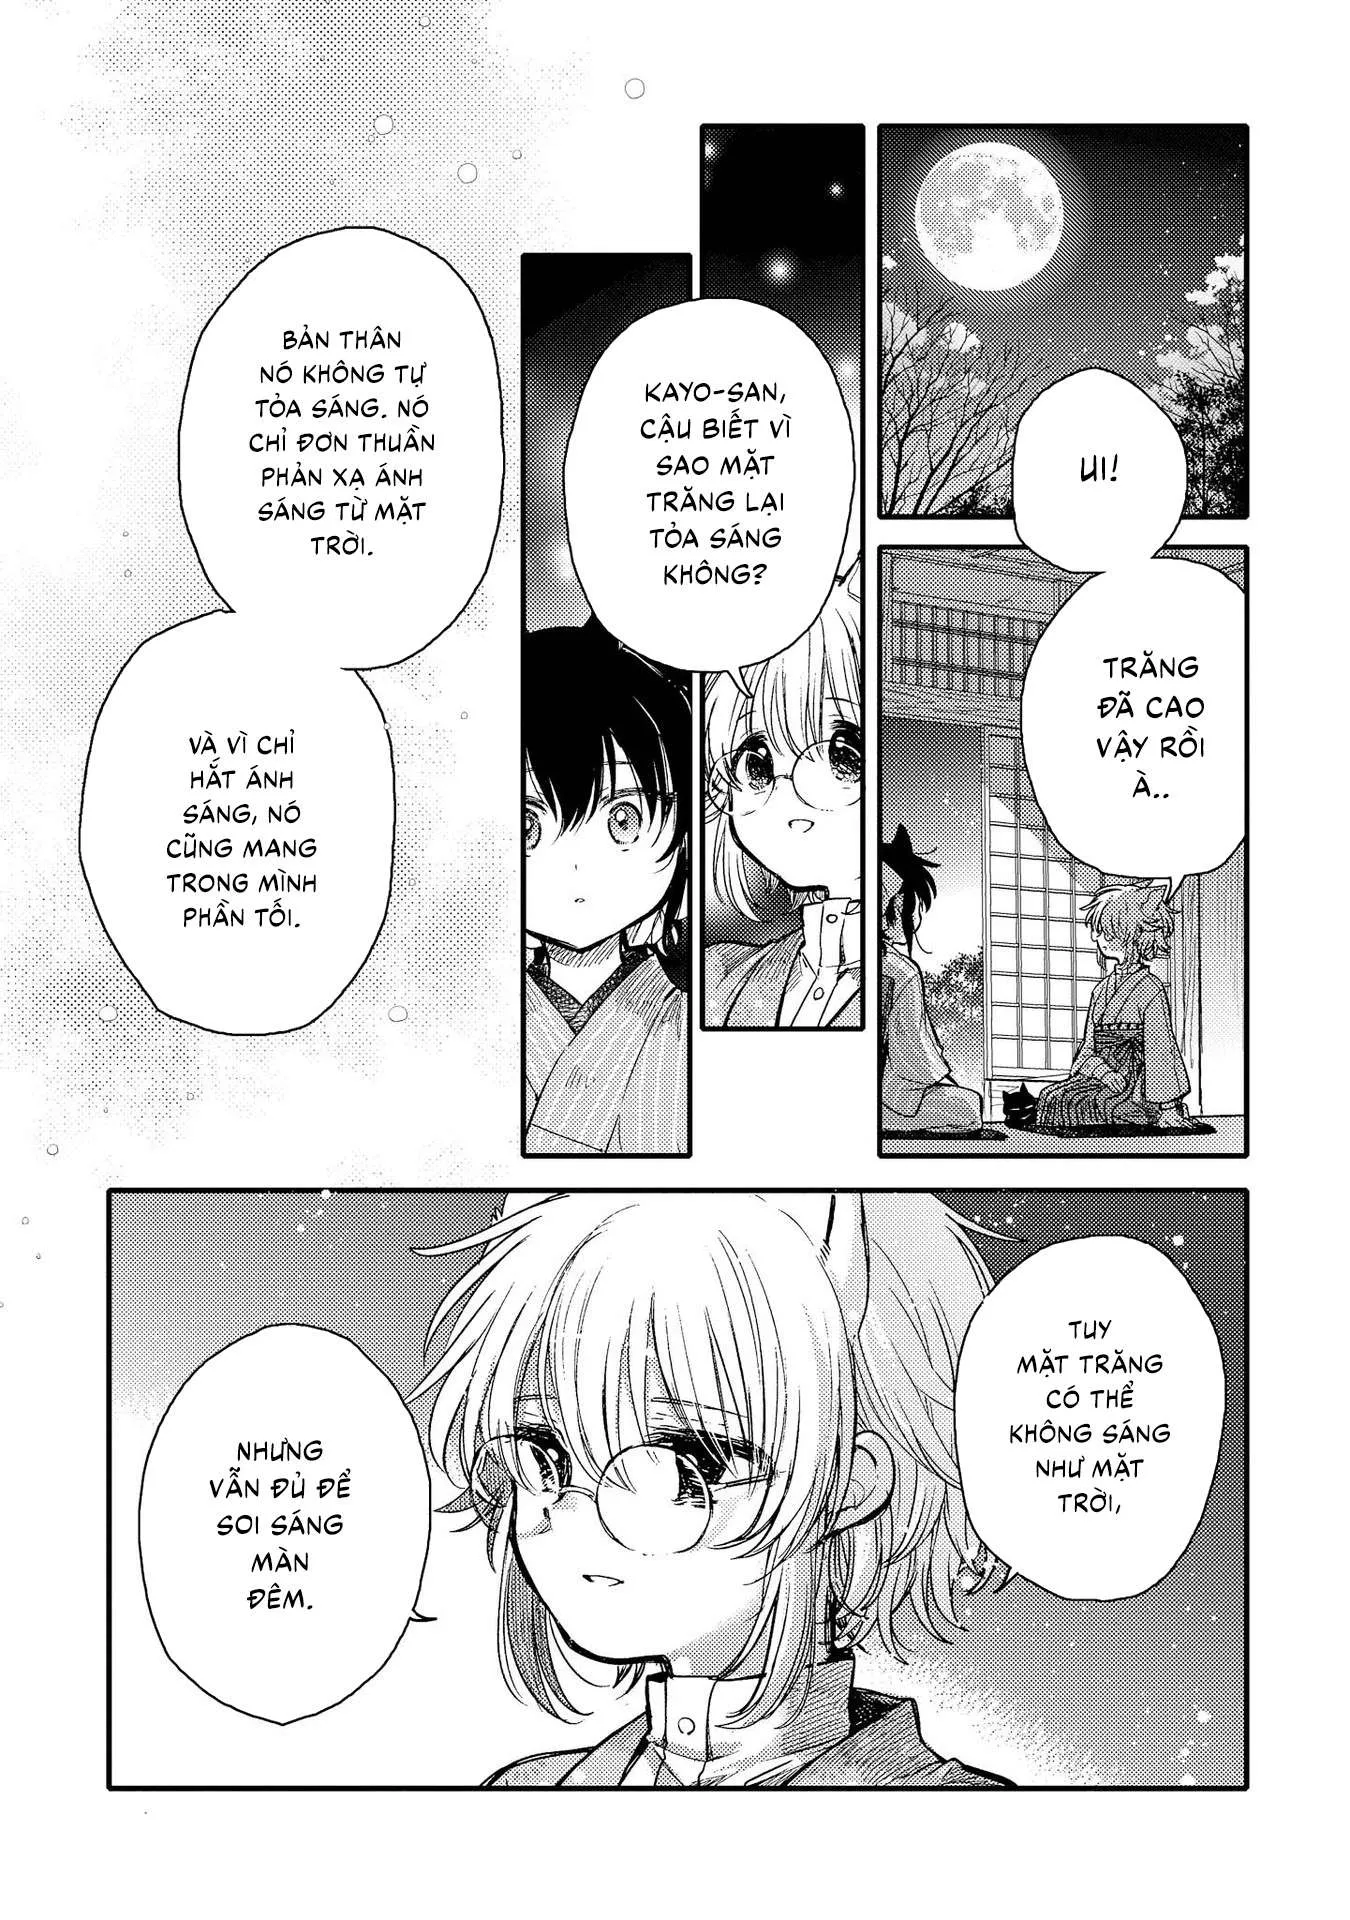 UI!
TRĂNG
ĐÃ CAO
VẬY RỒI
À..
KAYO-SAN,
CẬU BIẾT VÌ
SAO MẶT
TRĂNG LẠI
TỎA SÁNG
KHÔNG?
BẢN THÂN
NÓ KHÔNG TỰ
TỎA SÁNG. NÓ
CHỈ ĐƠN THUẦN
PHẢN XẠ ÁNH
SÁNG TỪ MẶT
TRỜI.
VÀ VÌ CHỈ
HẮT ÁNH
SÁNG, NÓ
CŨNG MANG
TRONG MÌNH
PHẦN TỐI.
TUY
MẶT TRĂNG
CÓ THỂ
KHÔNG SÁNG
NHƯ MẶT
TRỜI,
NHƯNG
VẪN ĐỦ ĐỂ
SOI SÁNG
MÀN
ĐÊM.